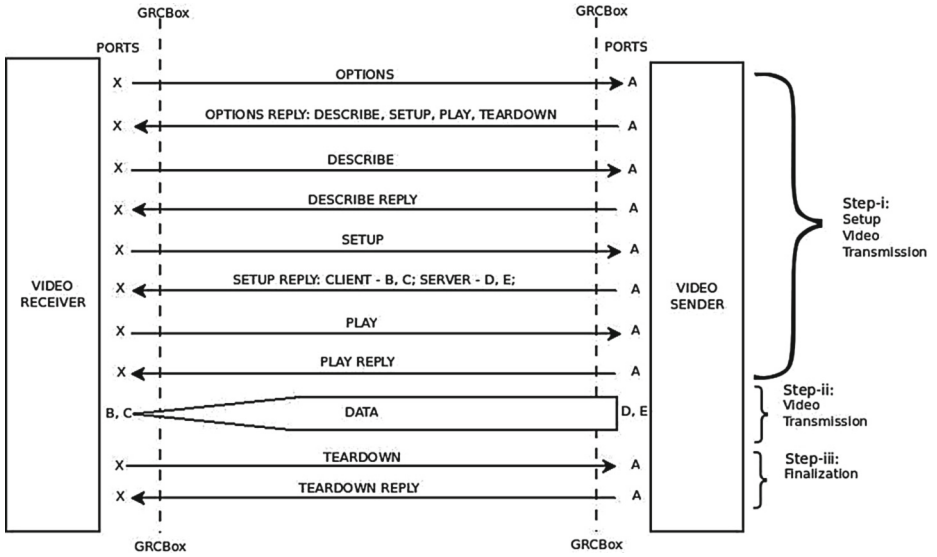 GRCBox GRCBox
PORTS PORTS
X OPTIONS A
X OPTIONS REPLY: DESCRIBE, SETUP, PLAY, TEARDOWN A
X DESCRIBE A
X DESCRIBE REPLY A
X SETUP A
X SETUP REPLY: CLIENT - B, C; SERVER - D, E; A
X PLAY A
X PLAY REPLY A
B, C DATA D, E
X TEARDOWN A
X TEARDOWN REPLY A
VIDEO
RECEIVER
VIDEO
SENDER
Step-i:
Setup
Video
Transmission
Step-ii:
Video
Transmission
Step-iii:
Finalization
GRCBox GRCBox